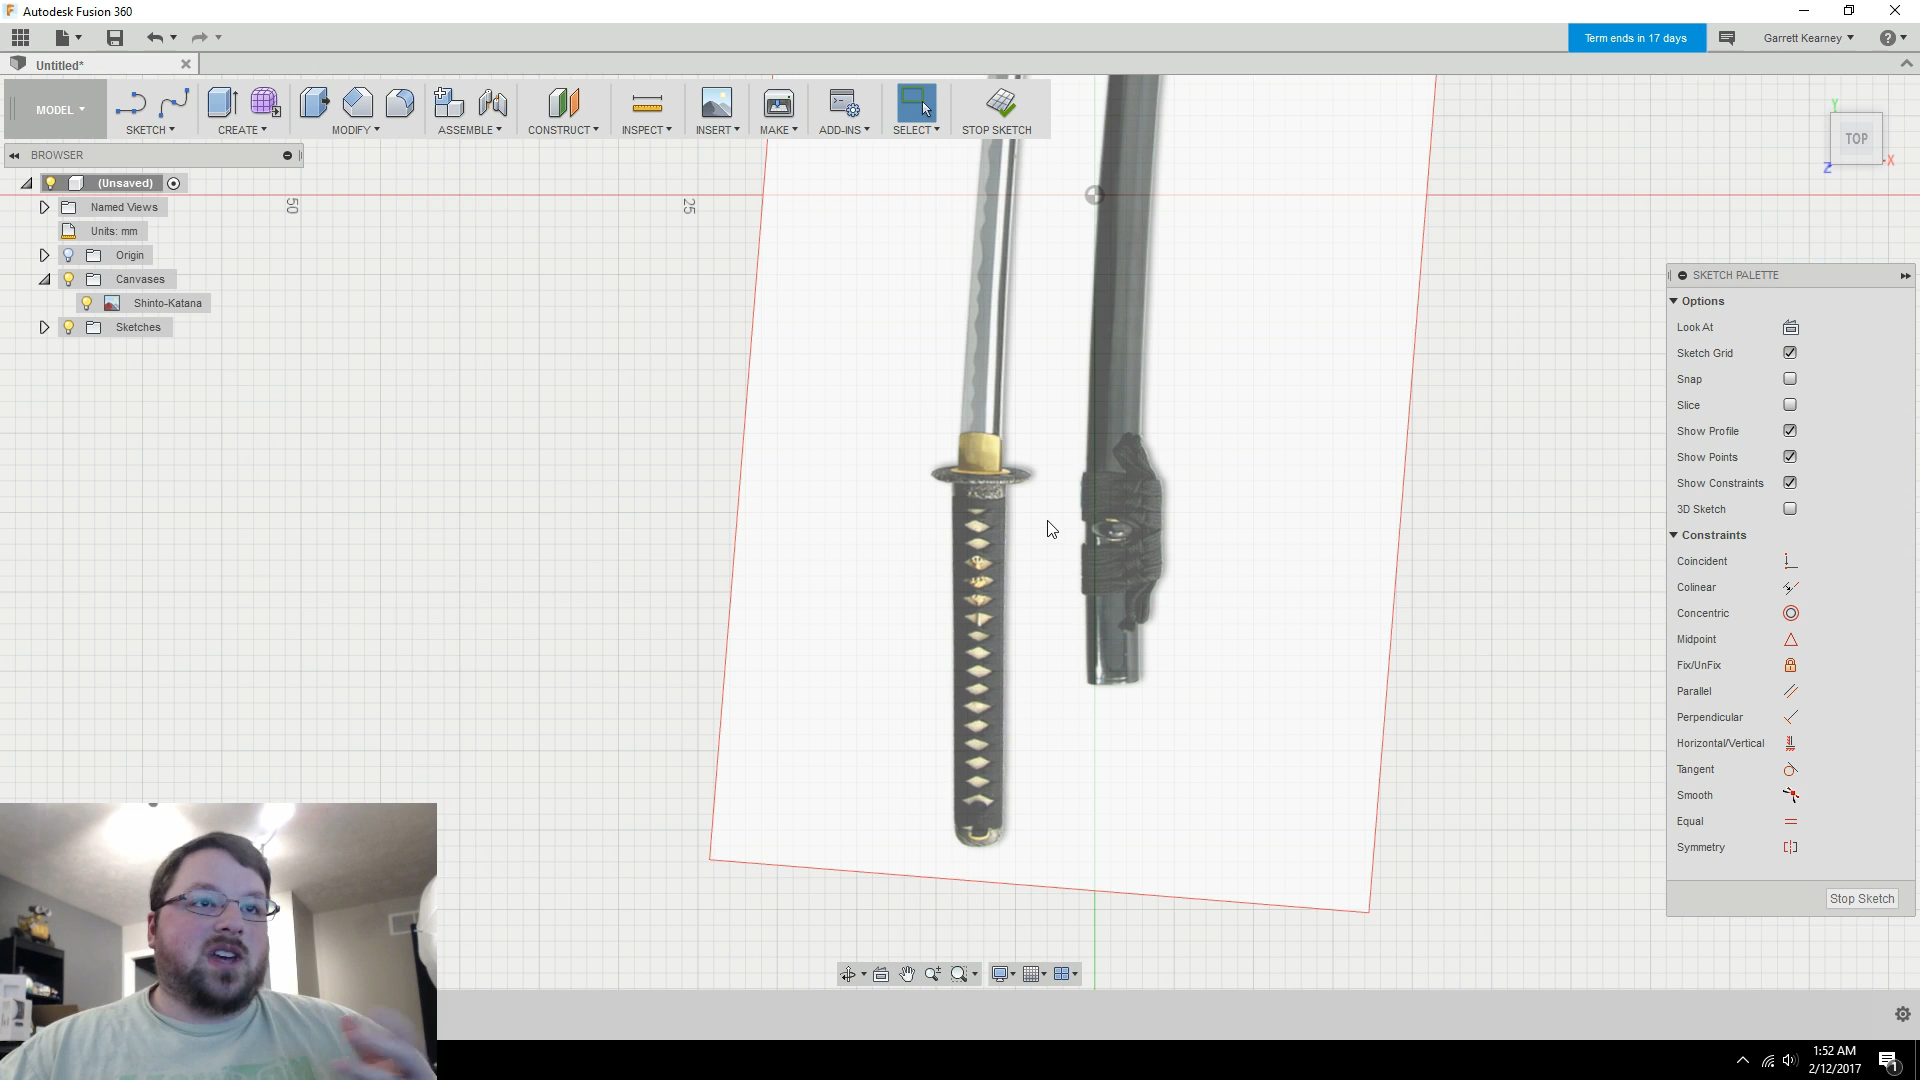 Autodesk Fusion 360
Term ends in 17 days
Garrett Kearney
Untitled*
MODEL
SKETCH
CREATE
MODIFY
ASSEMBLE
CONSTRUCT
INSPECT
INSERT
MAKE
ADD-INS
SELECT
STOP SKETCH
BROWSER
(Unsaved)
Named Views
Units: mm
Origin
Canvases
Shinto-Katana
Sketches
50
25
Y
TOP
X
Z
SKETCH PALETTE
Options
Look At
Sketch Grid
Snap
Slice
Show Profile
Show Points
Show Constraints
3D Sketch
Constraints
Coincident
Colinear
Concentric
Midpoint
Fix/UnFix
Parallel
Perpendicular
Horizontal/Vertical
Tangent
Smooth
Equal
Symmetry
Stop Sketch
1:52 AM
2/12/2017
1